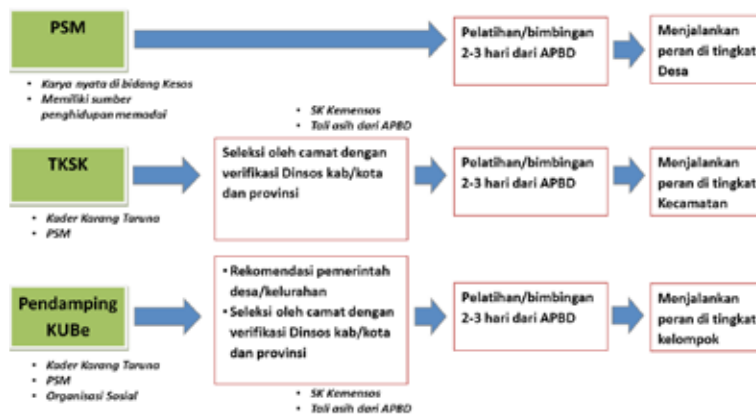 PSM
Pelatihan/bimbingan
2-3 hari dari APBD
Menjalankan
peran di tingkat
Desa
• Karya nyata di bidang Kesos
• Memiliki sumber
penghidupan memadai
• SK Kemensos
• Tali asih dari APBD
TKSK
Seleksi oleh camat dengan
verifikasi Dinsos kab/kota
dan provinsi
Pelatihan/bimbingan
2-3 hari dari APBD
Menjalankan
peran di tingkat
Kecamatan
• Kader Karang Taruna
• PSM
Pendamping
KUBe
• Rekomendasi pemerintah
desa/kelurahan
• Seleksi oleh camat dengan
verifikasi Dinsos kab/kota
dan provinsi
Pelatihan/bimbingan
2-3 hari dari APBD
Menjalankan
peran di tingkat
kelompok
• Kader Karang Taruna
• PSM
• Organisasi Sosial
• SK Kemensos
• Tali asih dari APBD